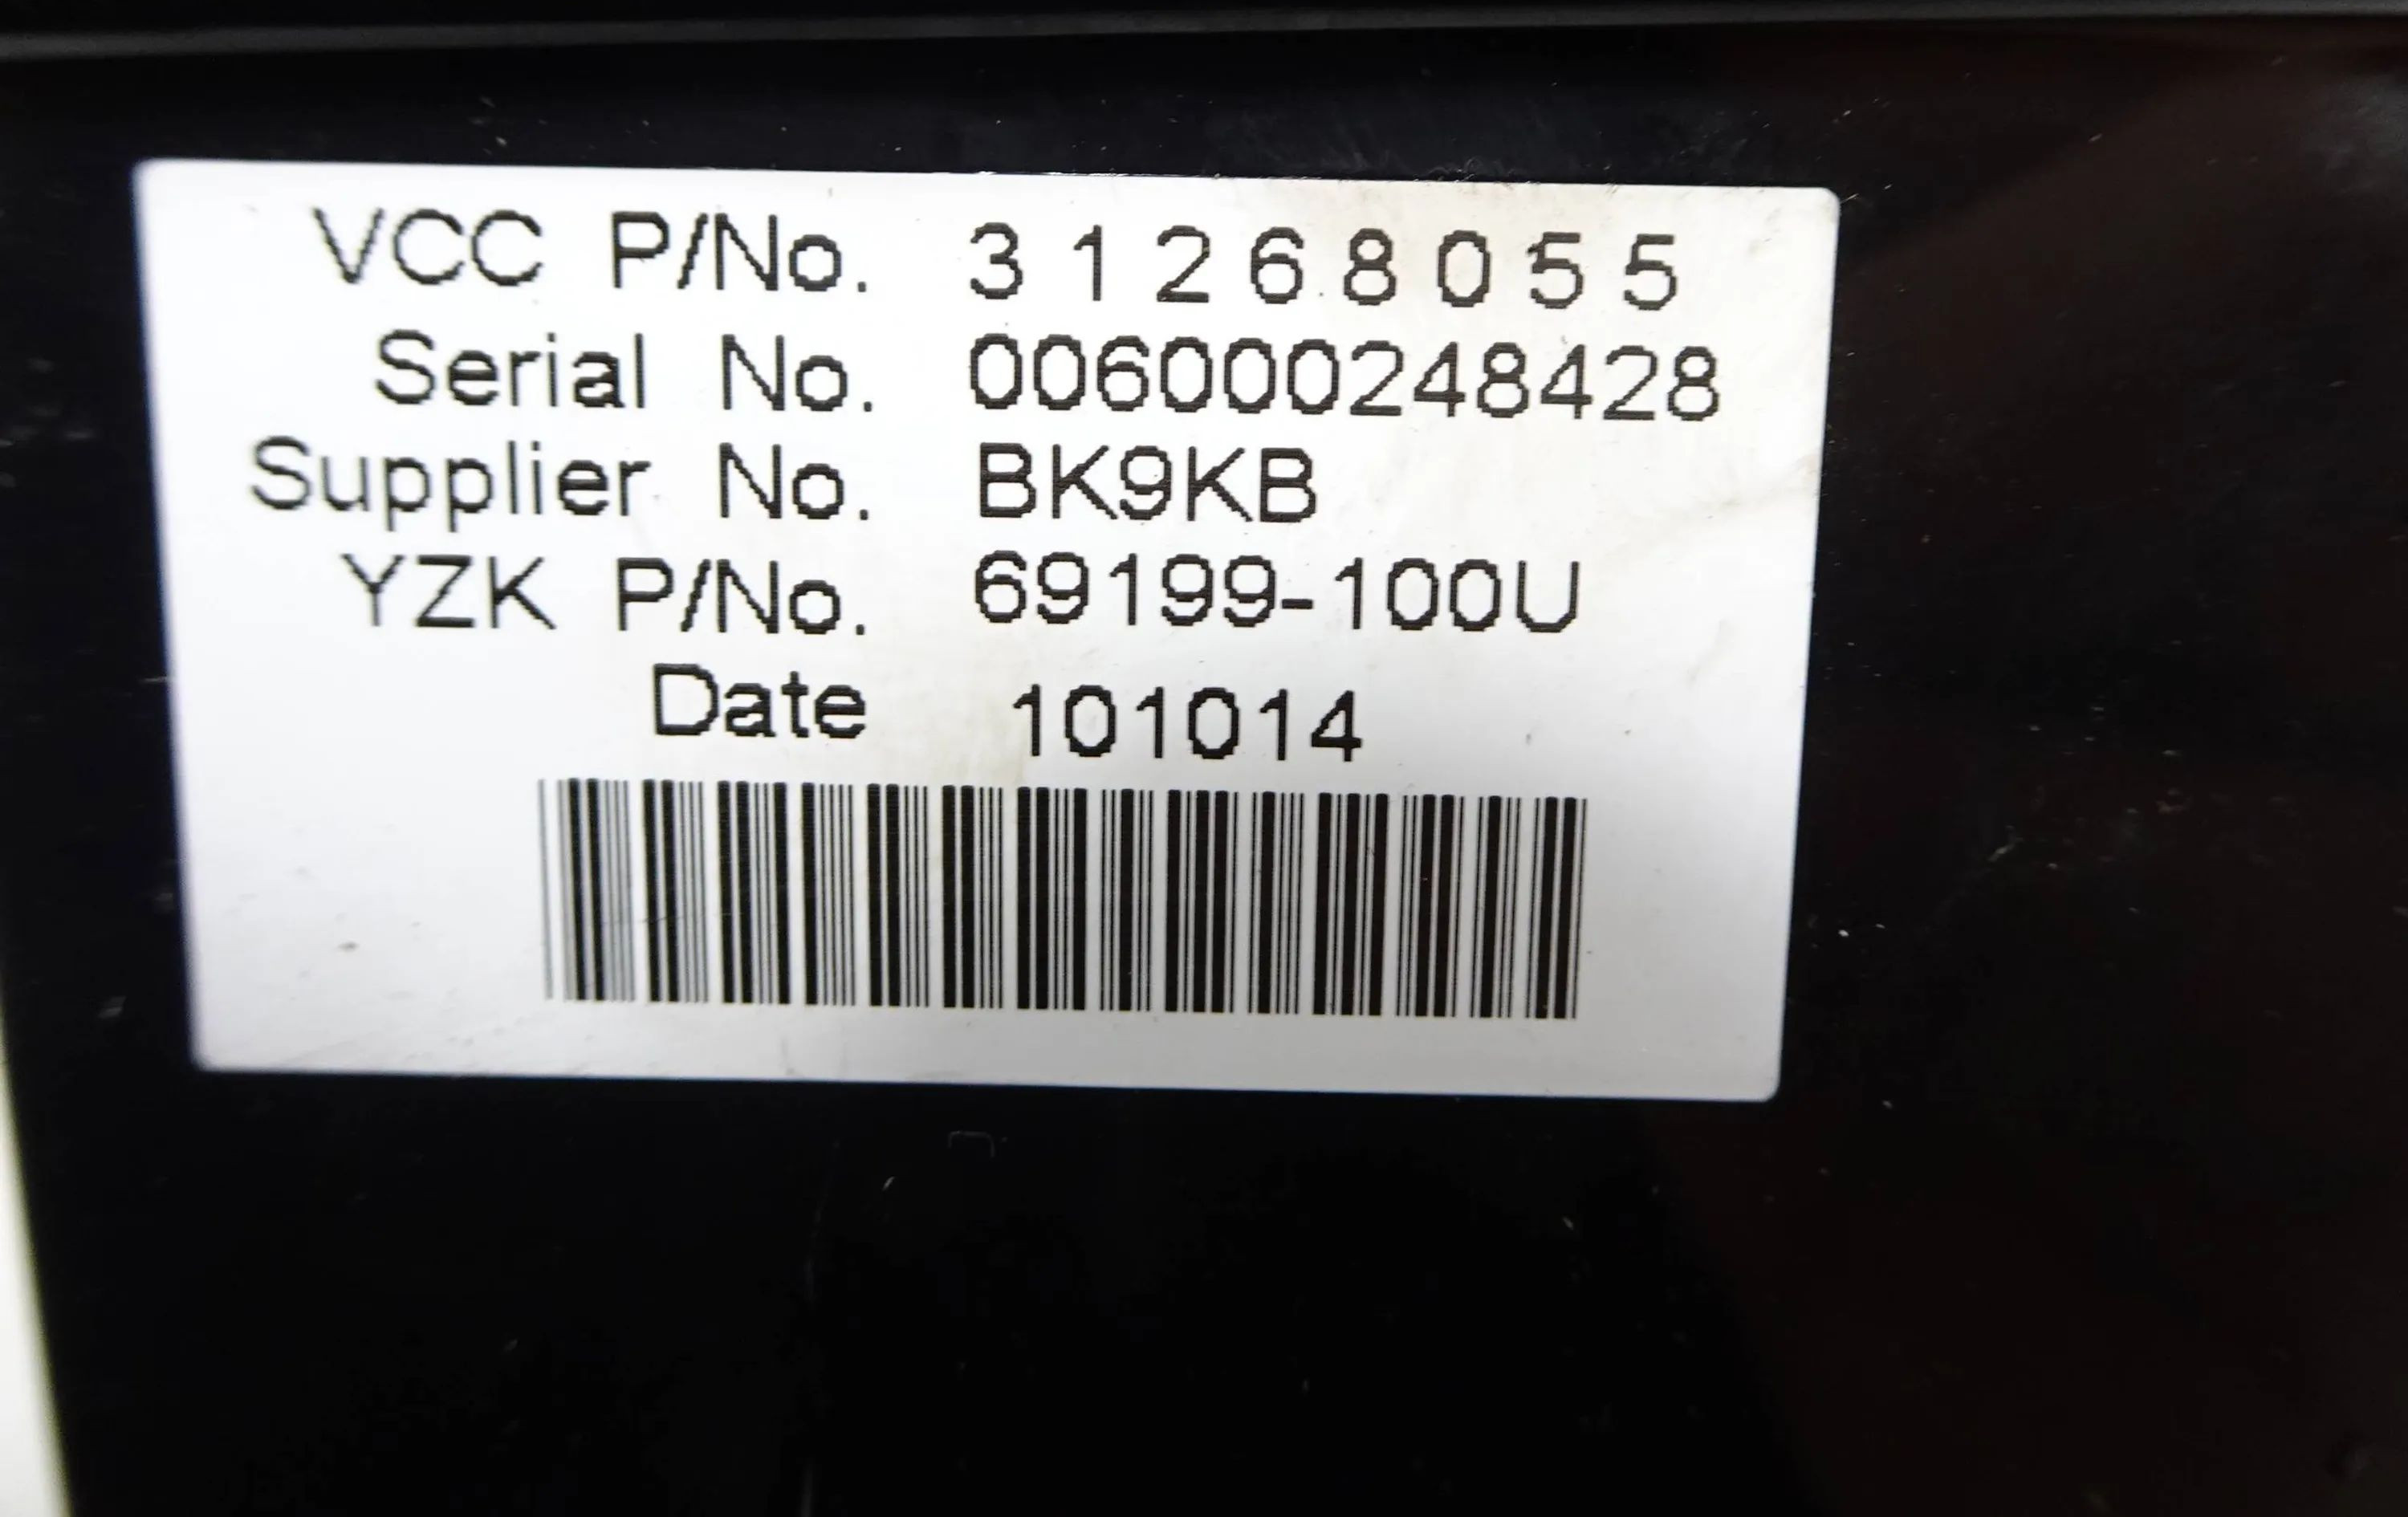 VCC P/No. 31268055
Serial No. 006000248428
Supplier No. BK9KB
YZK P/No. 69199-100U
Date 101014